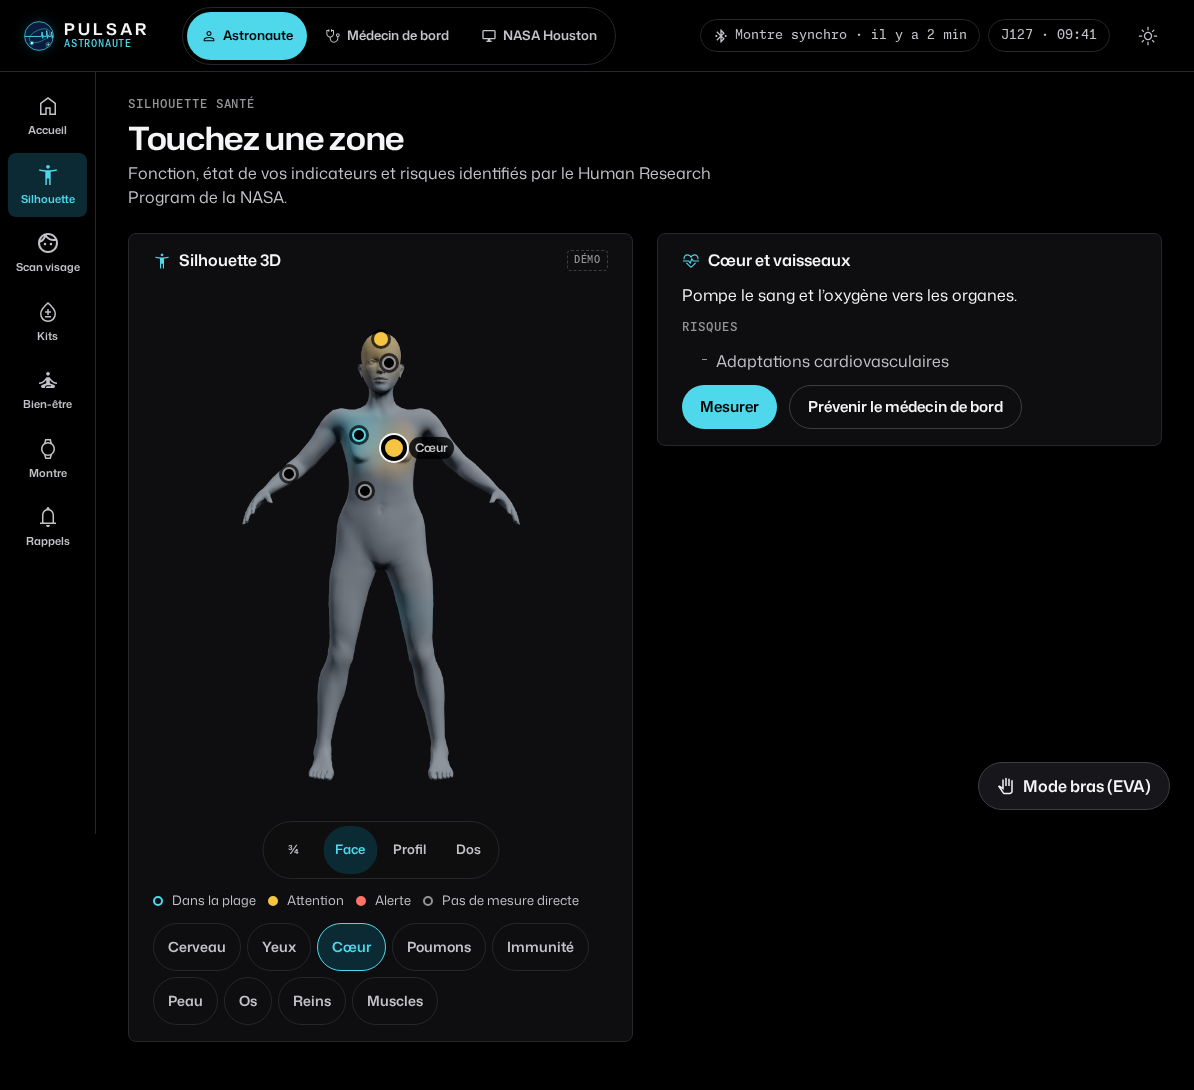 PULSAR
ASTRONAUTE
Astronaute
Médecin de bord
NASA Houston
Montre synchro · il y a 2 min
J127 · 09:41
Accueil
Silhouette
Scan visage
Kits
Bien-être
Montre
Rappels
SILHOUETTE SANTÉ
Touchez une zone
Fonction, état de vos indicateurs et risques identifiés par le Human Research
Program de la NASA.
Silhouette 3D
DÉMO
Cœur
¾
Face
Profil
Dos
Dans la plage
Attention
Alerte
Pas de mesure directe
Cerveau
Yeux
Cœur
Poumons
Immunité
Peau
Os
Reins
Muscles
Cœur et vaisseaux
Pompe le sang et l’oxygène vers les organes.
RISQUES
- Adaptations cardiovasculaires
Mesurer
Prévenir le médecin de bord
Mode bras (EVA)